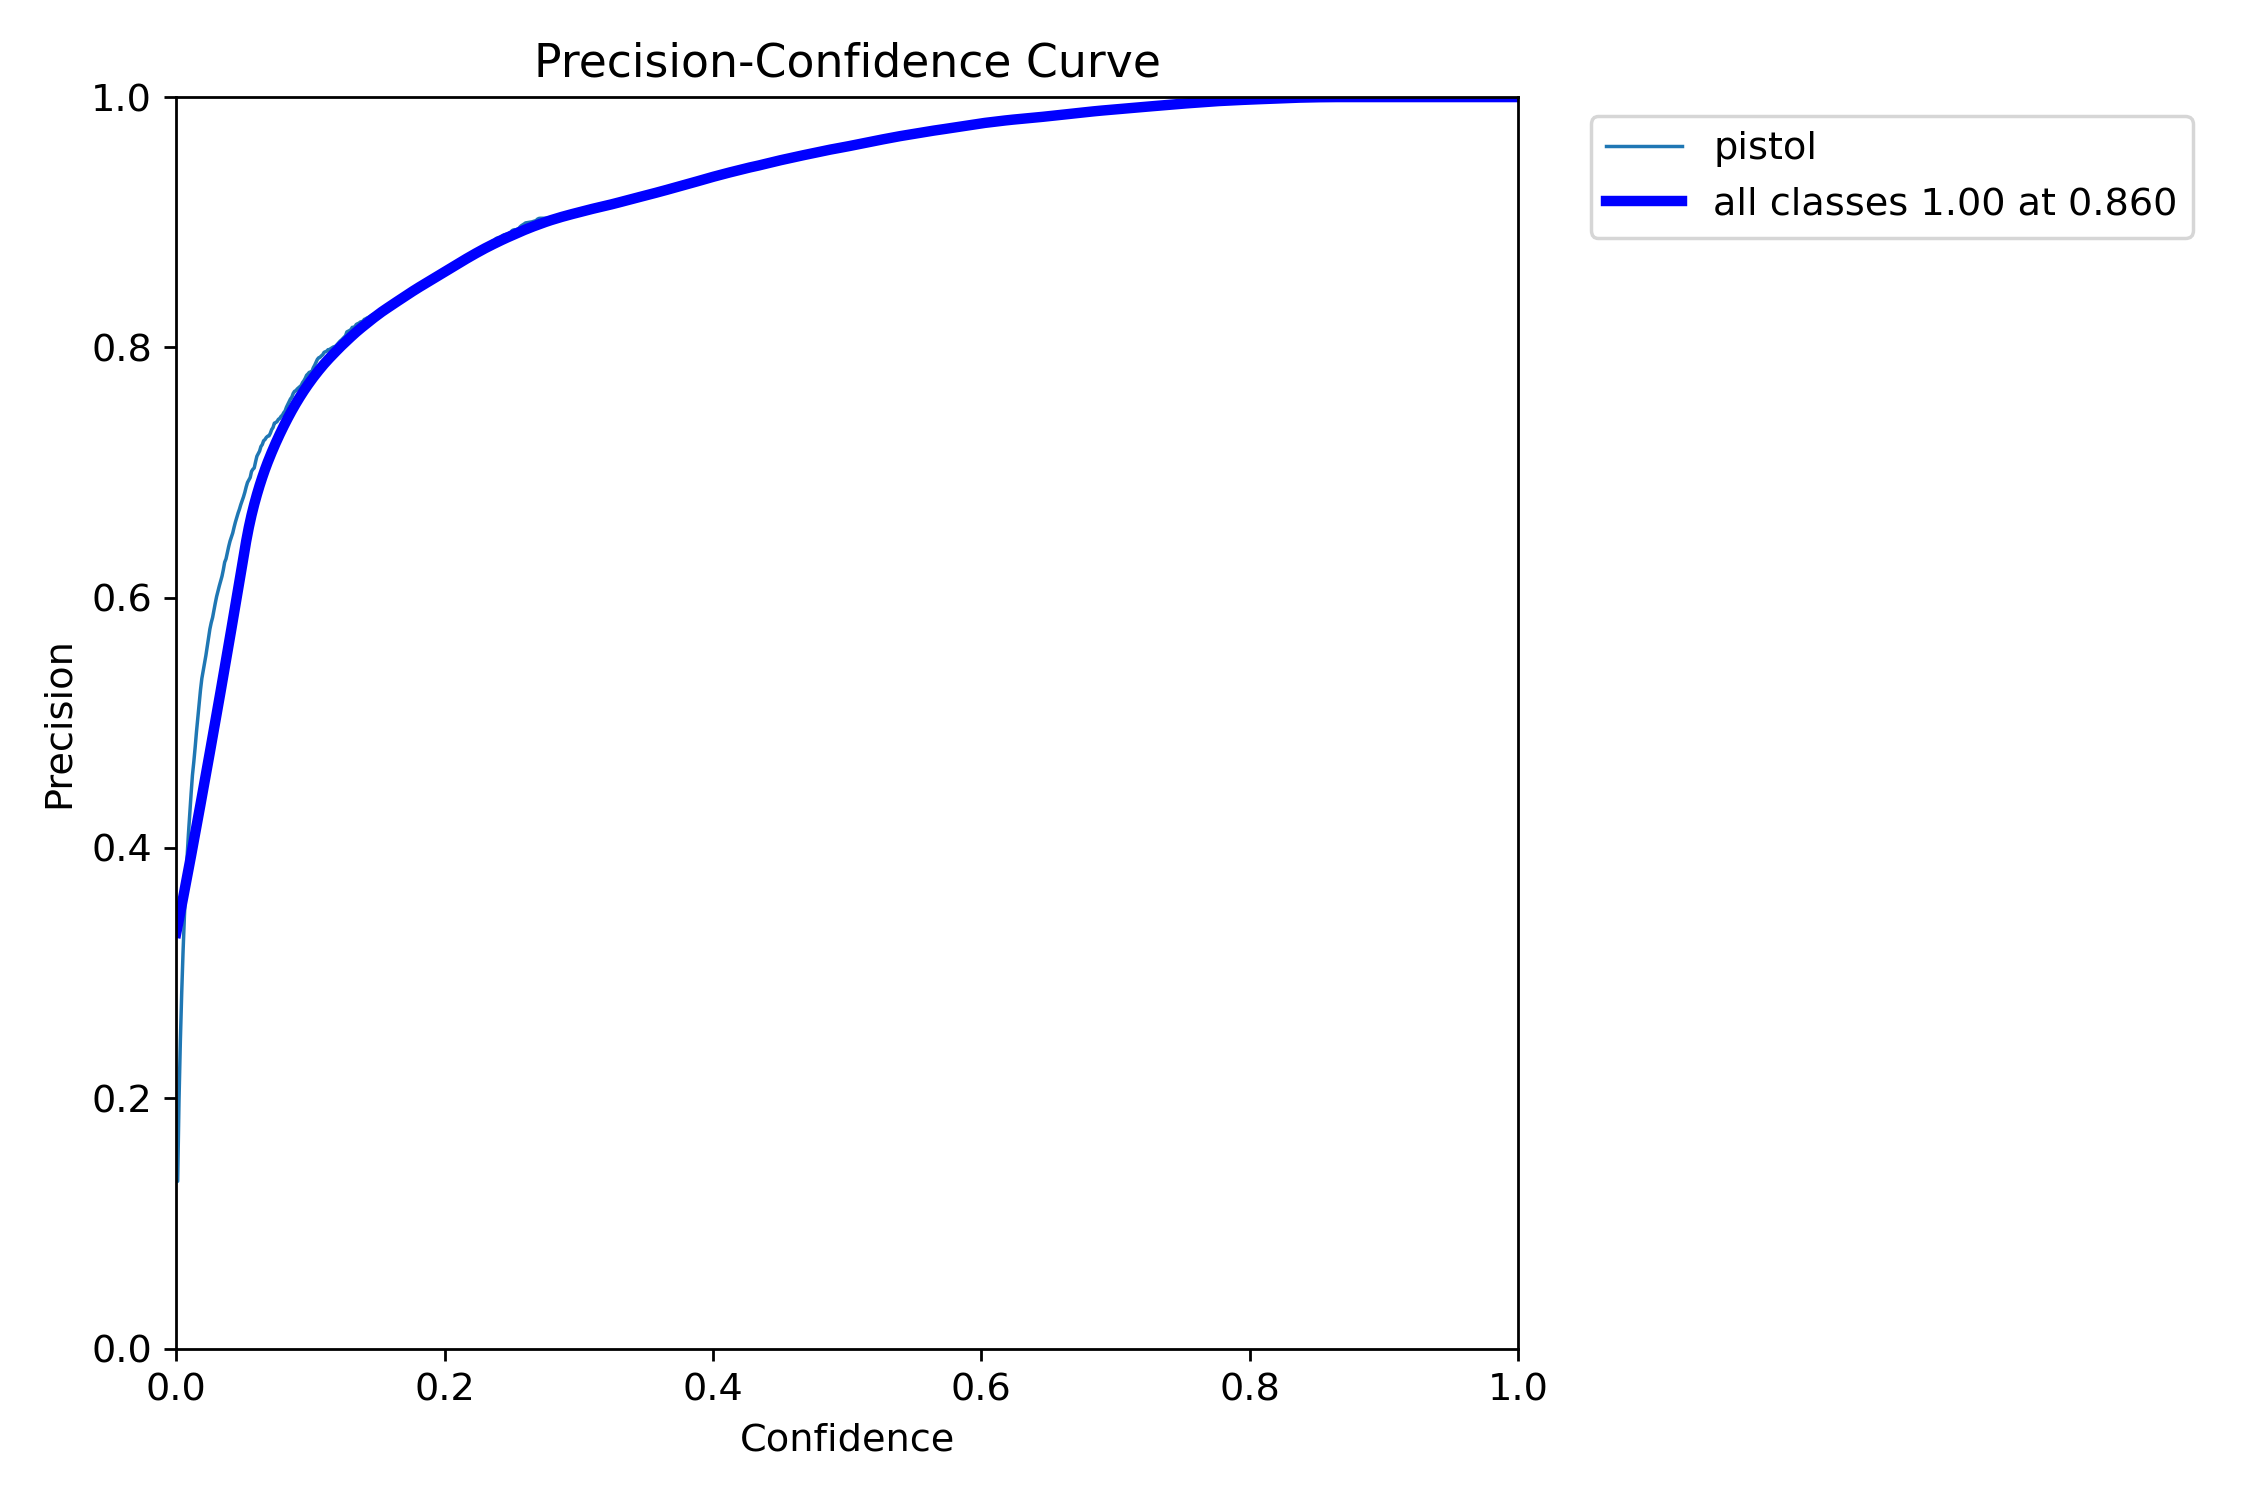 Precision-Confidence Curve
1.0
0.8
0.6
0.4
0.2
0.0
Precision
0.0 0.2 0.4 0.6 0.8 1.0
Confidence
pistol
all classes 1.00 at 0.860